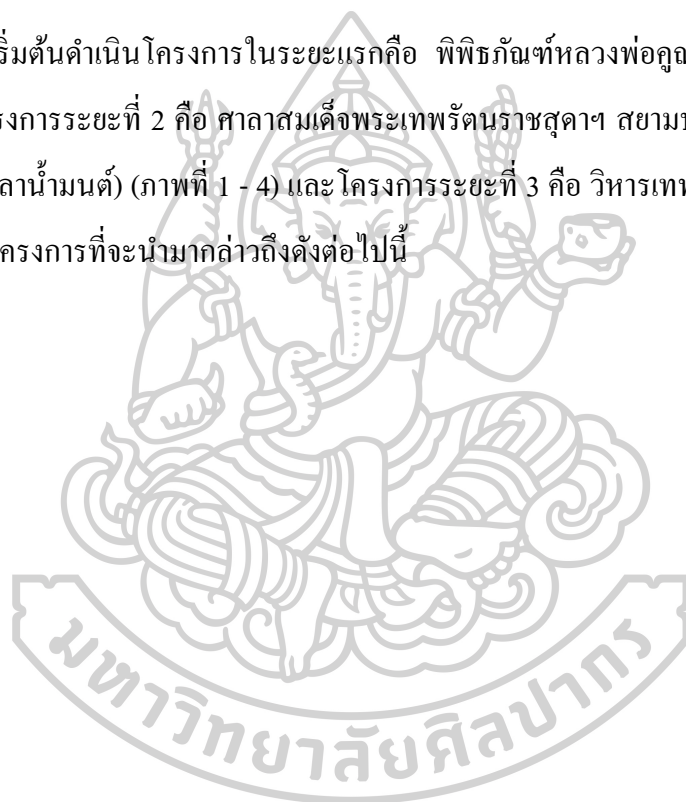 ริ่มต้นดำเนินโครงการในระยะแรกคือ พิพิธภัณฑ์หลวงพ่อคูณ
รงการระยะที่ 2 คือ ศาลาสมเด็จพระเทพรัตนราชสุดาฯ สยามบ
ลาน้ำมนต์) (ภาพที่ 1 - 4) และโครงการระยะที่ 3 คือ วิหารเทพ
ครงการที่จะนำมากล่าวถึงดังต่อไปนี้
มหาวิทยาลัยศิลปากร